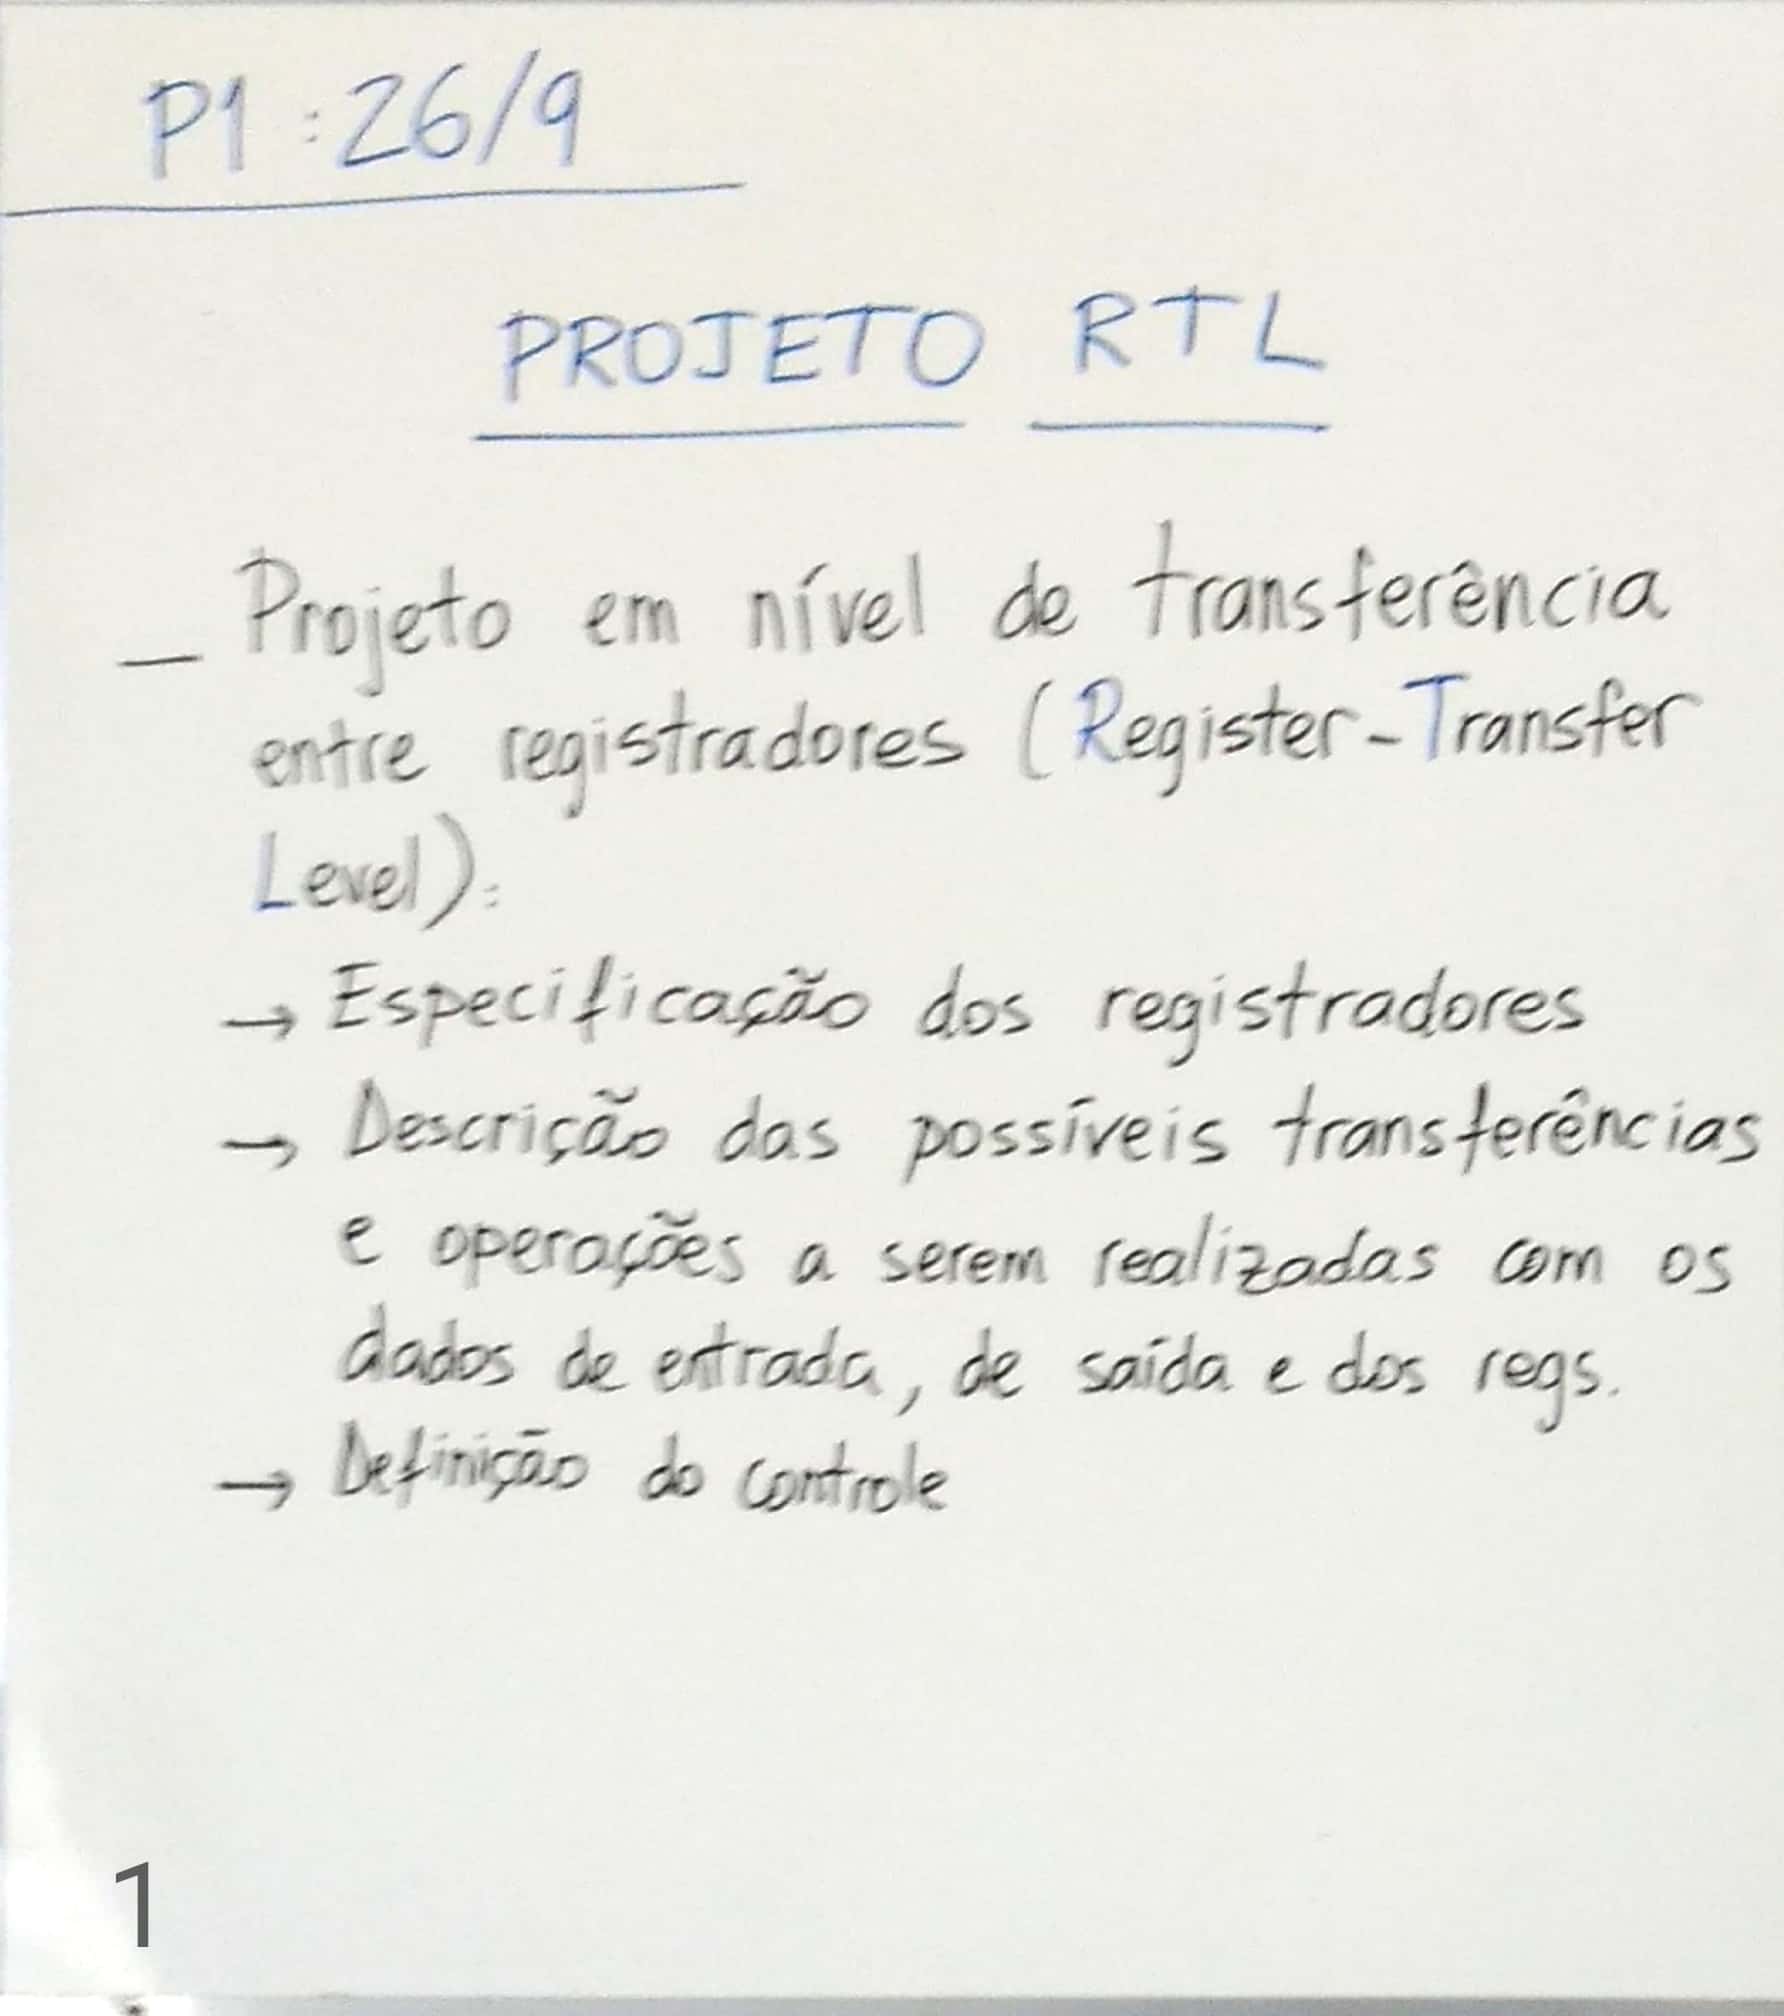 P1:26/9
PROJETO RTL
— Projeto em nível de transferência
entre registradores (Register-Transfer
Level):
→ Especificação dos registradores
→ Descrição das possíveis transferências
e operações a serem realizadas com os
dados de entrada, de saída e dos regs.
→ Definição do controle
1